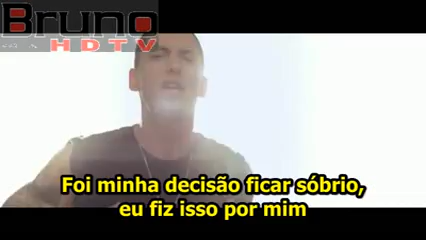 Bruno
HDTV
Foi minha decisão ficar sóbrio,
eu fiz isso por mim